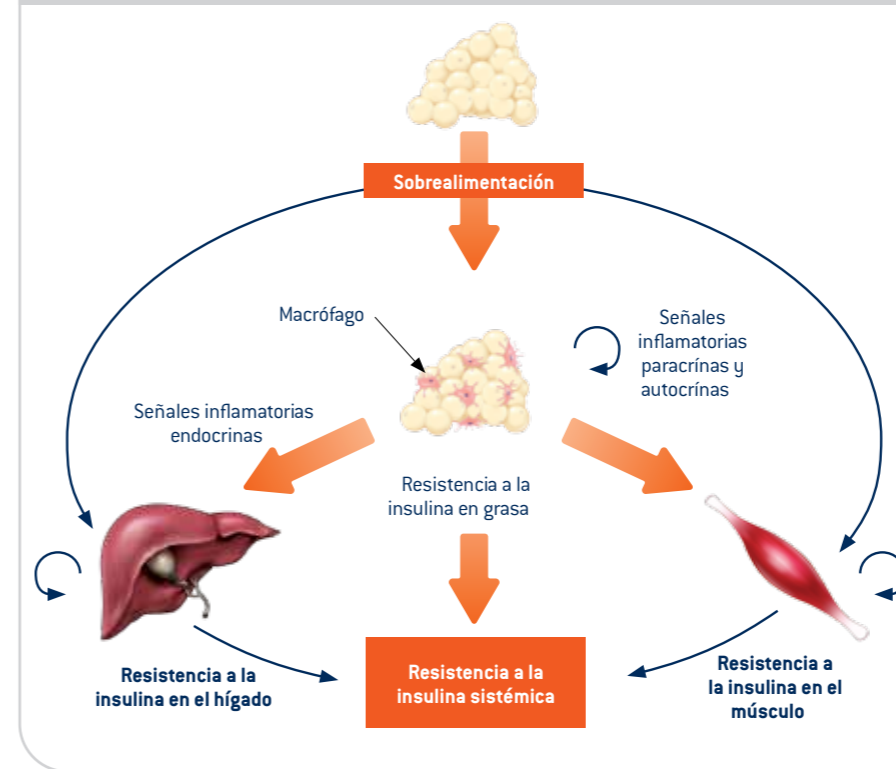 Sobrealimentación
Macrófago
Señales
inflamatorias
paracrínas y
autocrínas
Señales inflamatorias
endocrinas
Resistencia a la
insulina en grasa
Resistencia a la
insulina en el hígado
Resistencia a la
insulina sistémica
Resistencia a
la insulina en el
músculo